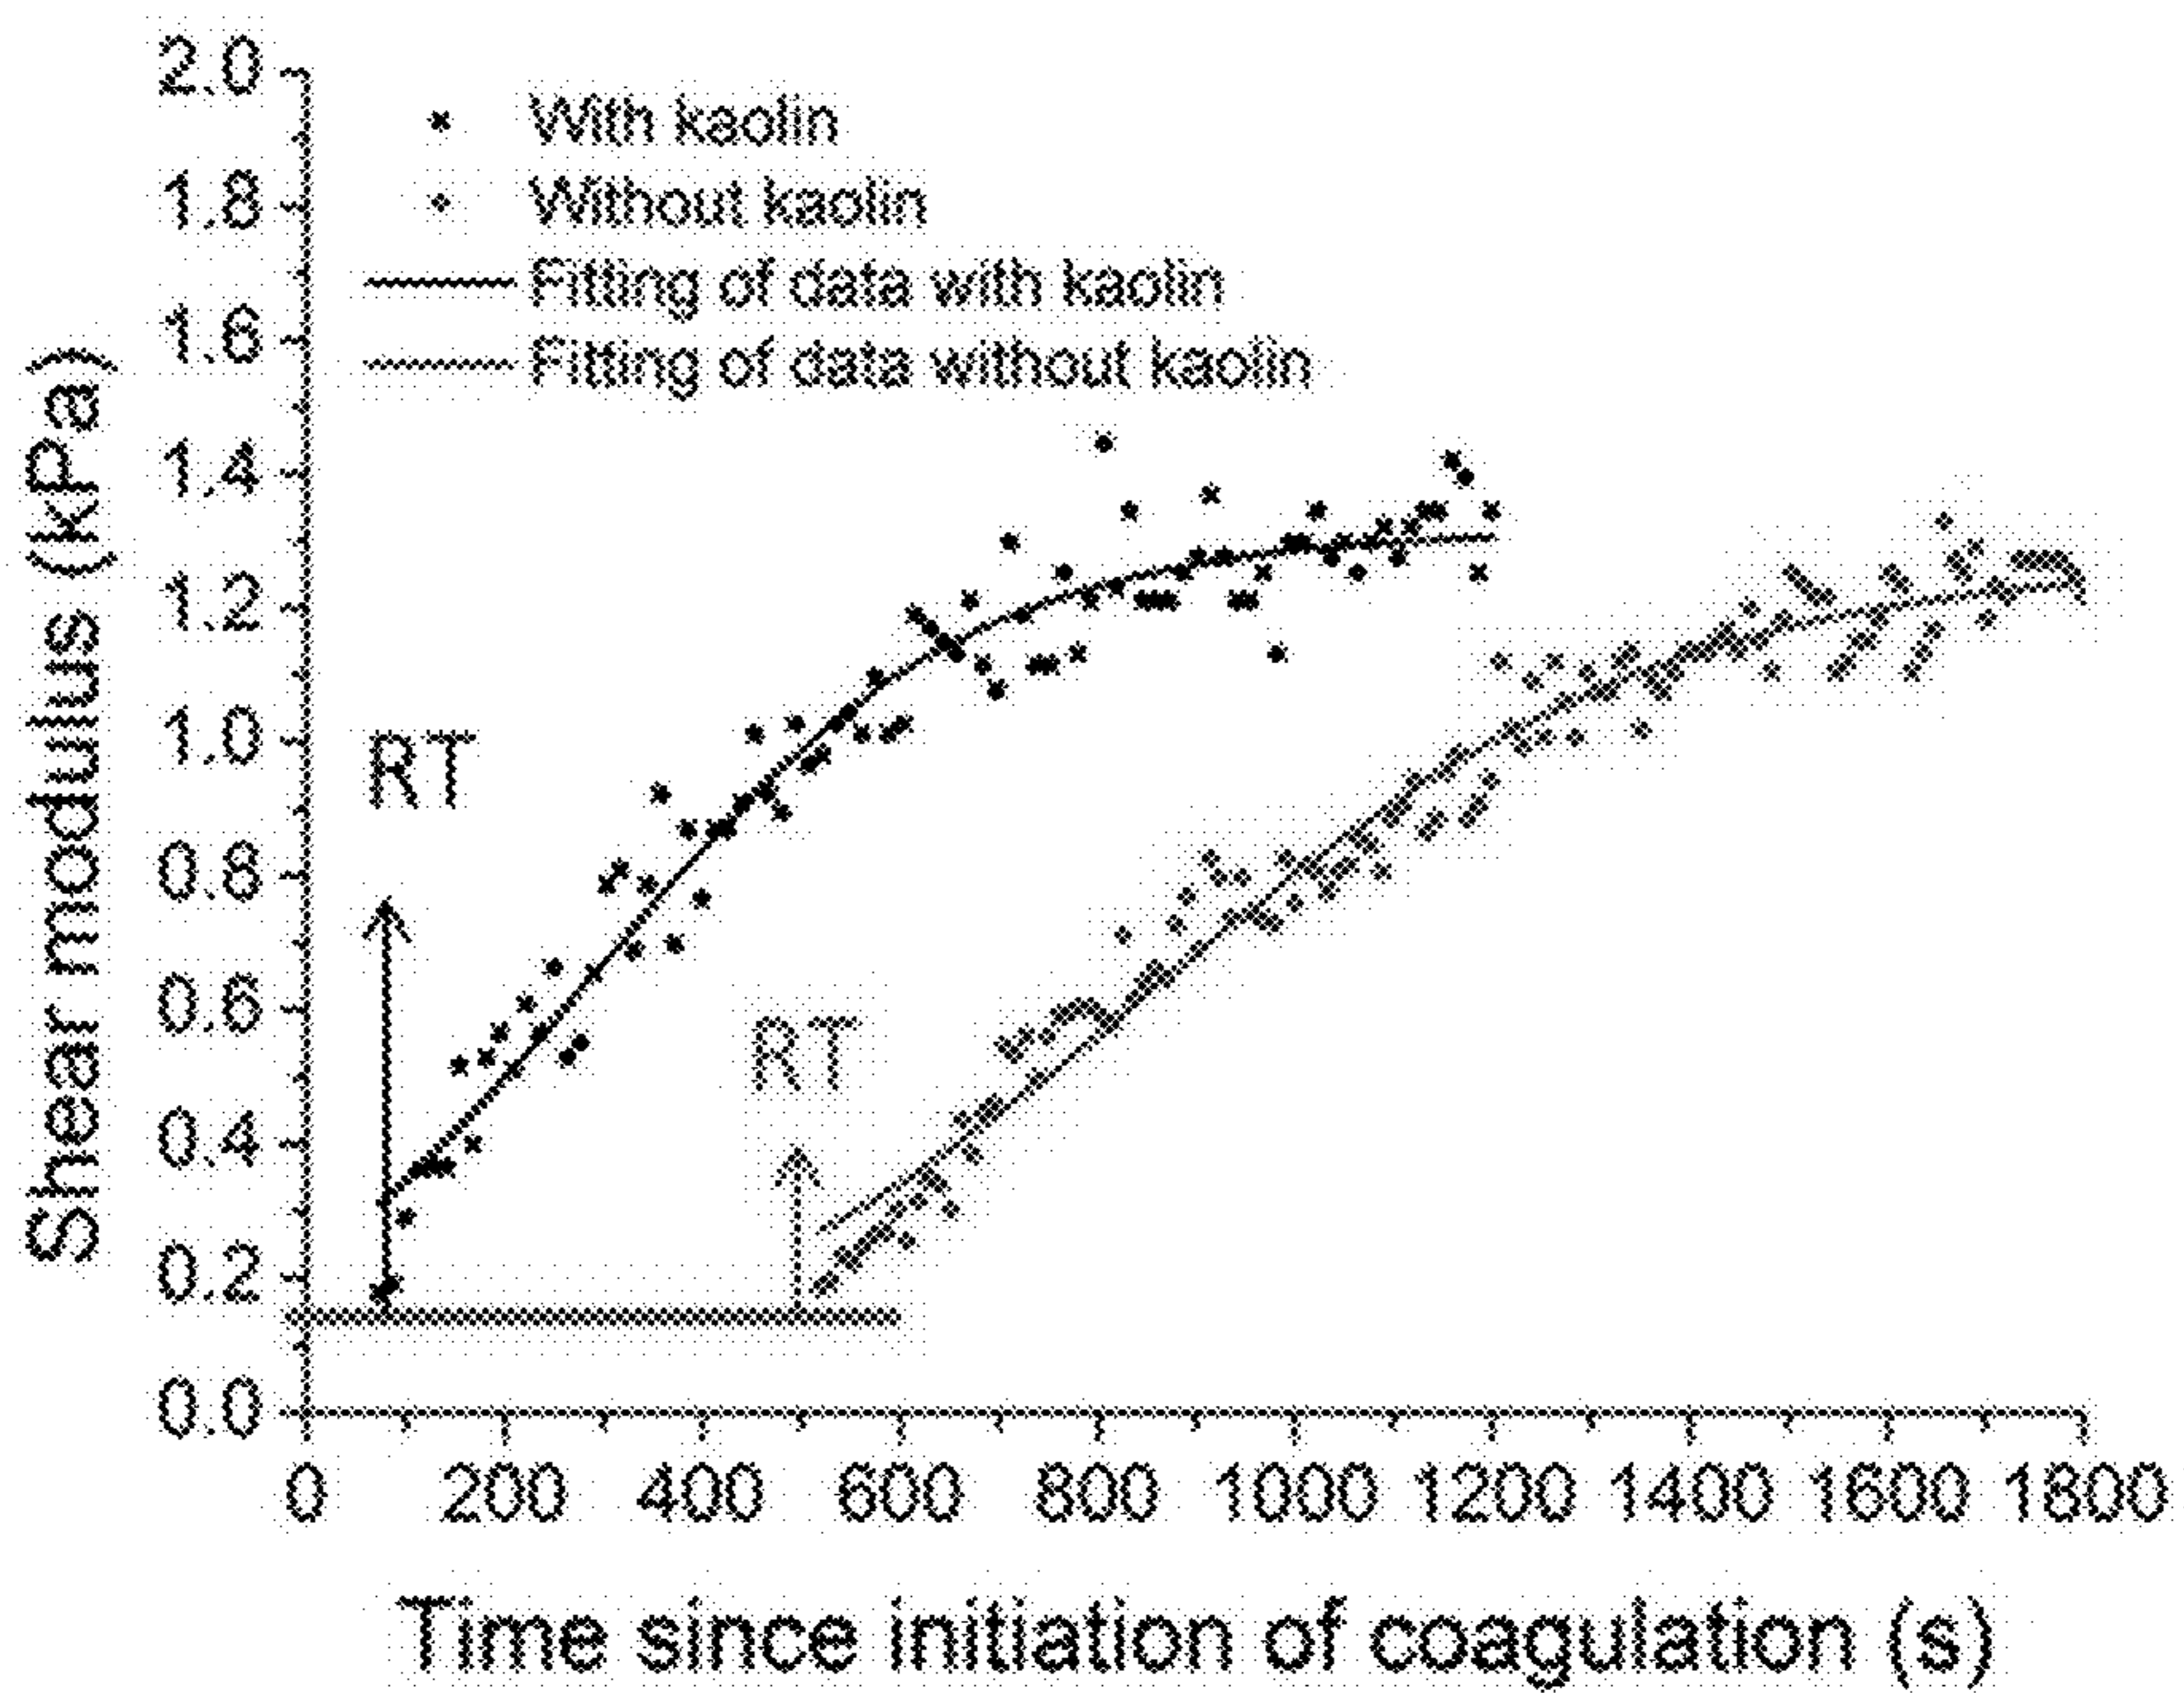 2.0
1.8
1.6
1.4
1.2
1.0
0.8
0.6
0.4
0.2
0.0
Shear modulus (kPa)
With kaolin
Without kaolin
Fitting of data with kaolin
Fitting of data without kaolin
RT
RT
0 200 400 600 800 1000 1200 1400 1600 1800
Time since initiation of coagulation (s)